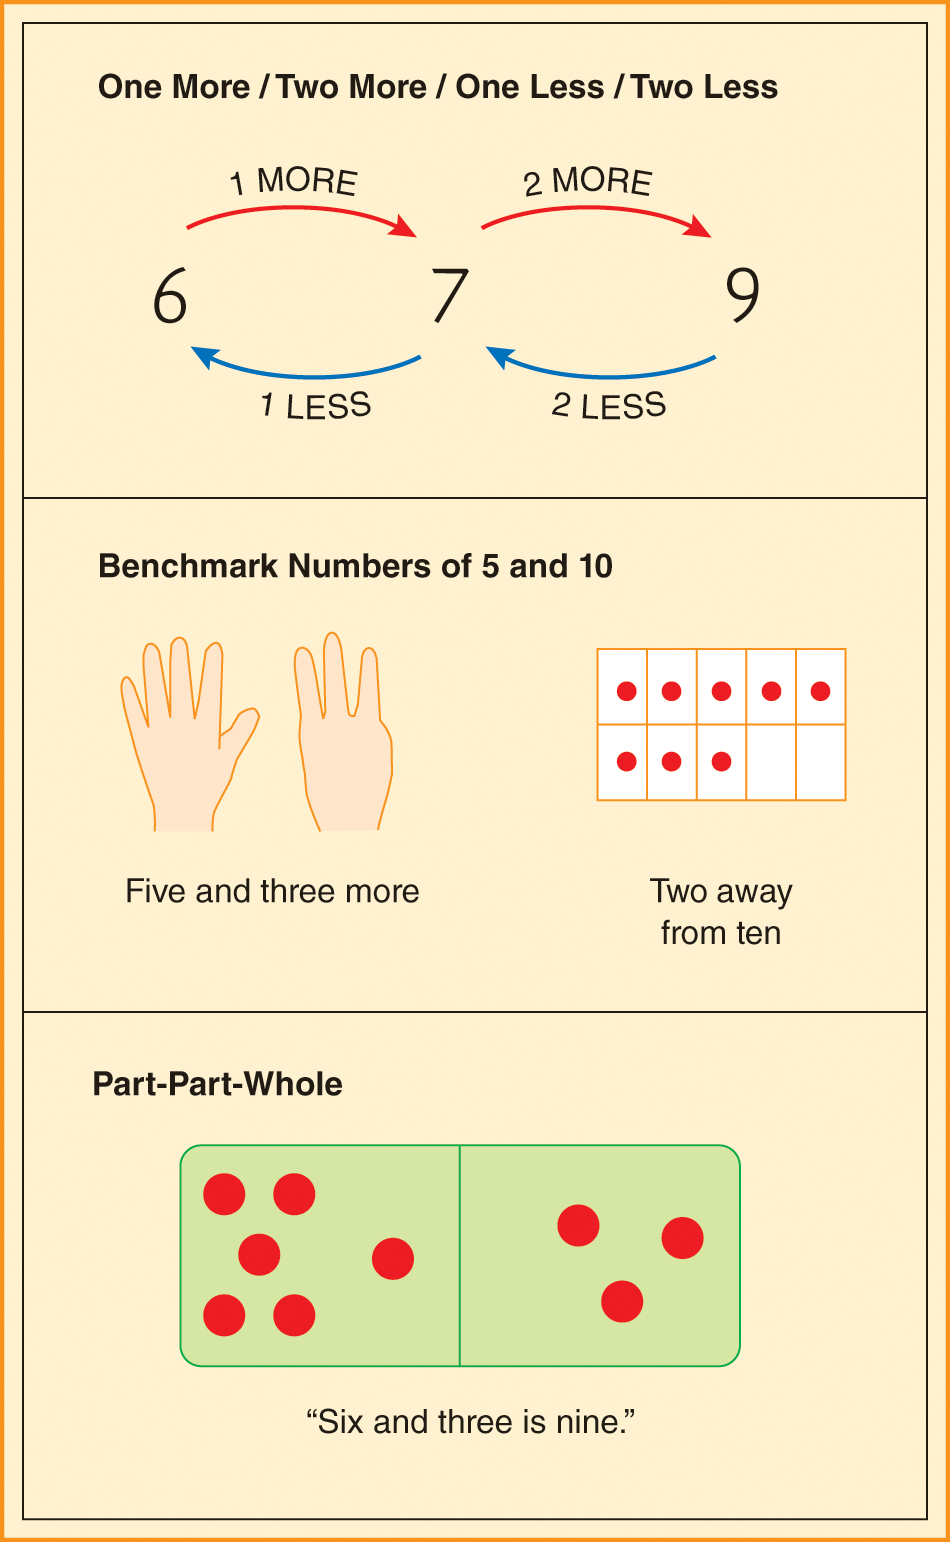 One More / Two More / One Less / Two Less
1 MORE
2 MORE
6
7
9
1 LESS
2 LESS
Benchmark Numbers of 5 and 10
Five and three more
Two away
from ten
Part-Part-Whole
“Six and three is nine.”